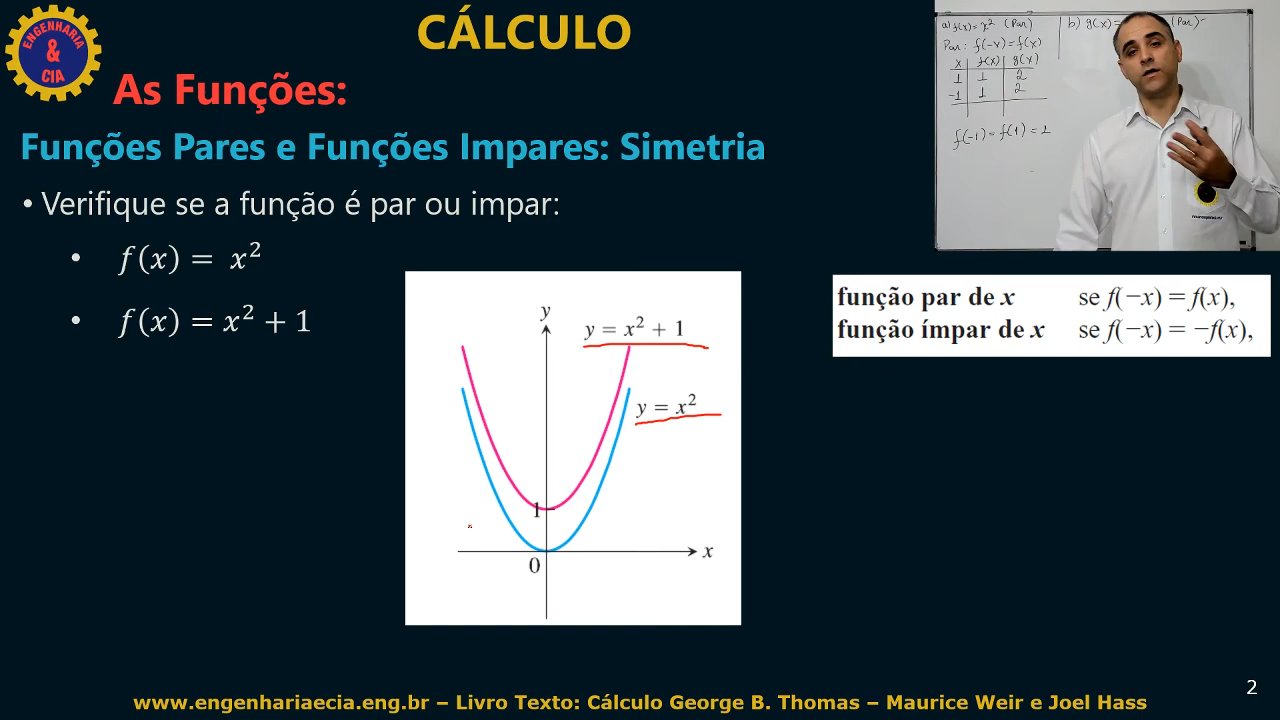 ENGENHARIA
&
CIA
CÁLCULO
As Funções:
Funções Pares e Funções Impares: Simetria
• Verifique se a função é par ou impar:
• f(x) = x²
• f(x) = x² + 1
y
y = x² + 1
y = x²
1
0
x
a) f(x) = x² (Par)
b) g(x) = (Par)
Par: f(-x) = f(x)
x f(x) g(x)
1 1 2
-1 1 2
f(-1) = f(1) = 1
função par de x se f(−x) = f(x),
função ímpar de x se f(−x) = −f(x),
2
www.engenhariaecia.eng.br – Livro Texto: Cálculo George B. Thomas – Maurice Weir e Joel Hass